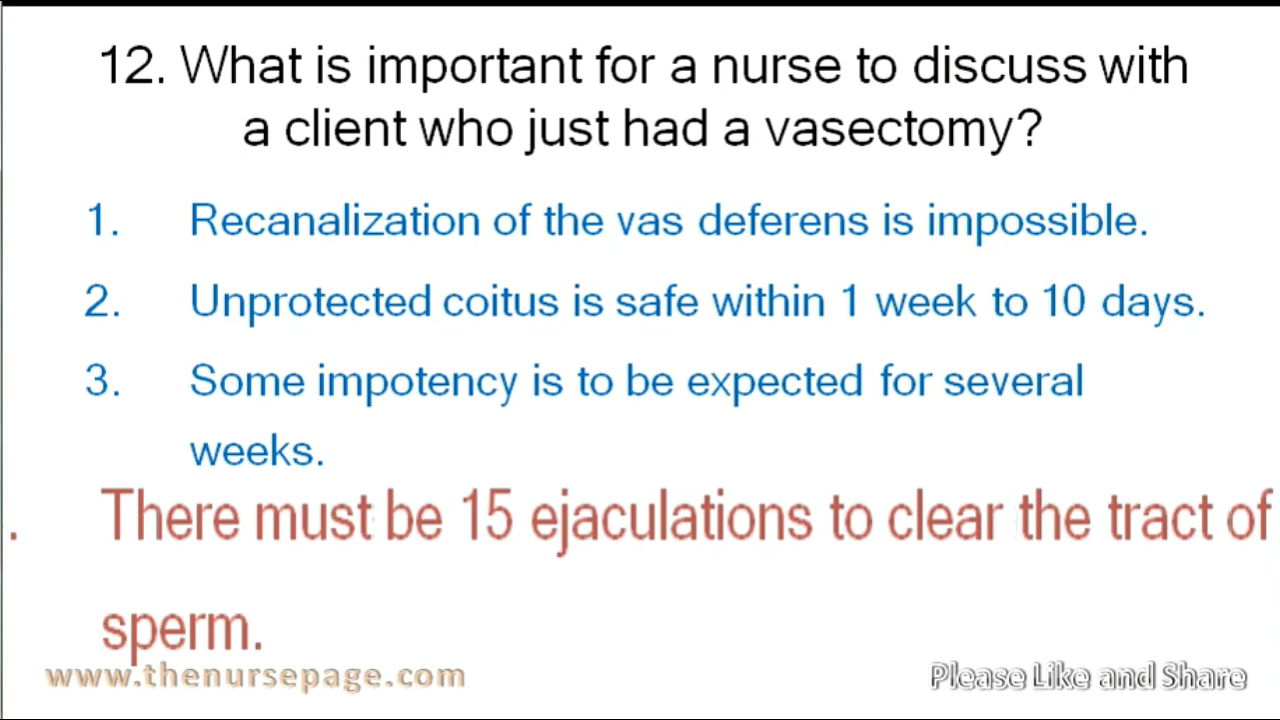 12. What is important for a nurse to discuss with
a client who just had a vasectomy?
1. Recanalization of the vas deferens is impossible.
2. Unprotected coitus is safe within 1 week to 10 days.
3. Some impotency is to be expected for several
weeks.
. There must be 15 ejaculations to clear the tract of
sperm.
www.thenursepage.com
Please Like and Share